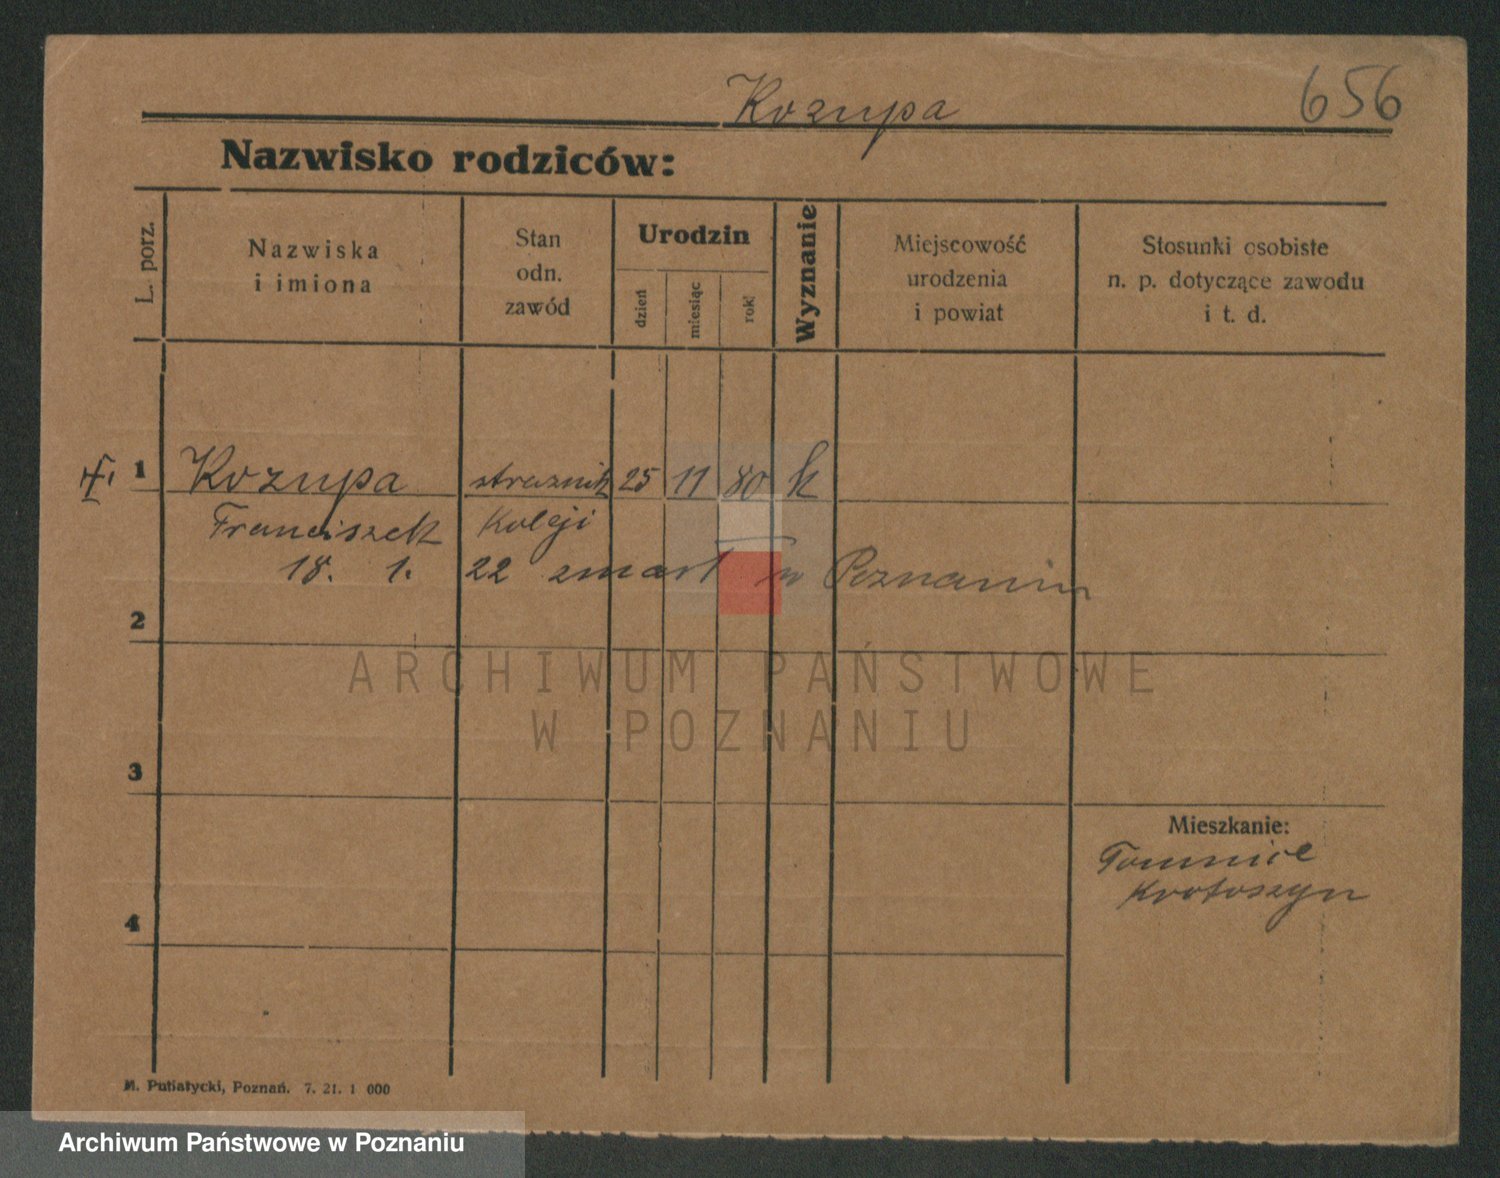 Kozupa 656
Nazwisko rodziców:
L. porz.
Nazwiska
i imiona
Stan
odn.
zawód
Urodzin
dzień
miesiąc
rok
Wyznanie
Miejscowość
urodzenia
i powiat
Stosunki osobiste
n. p. dotyczące zawodu
i t. d.
1 Kozupa strażnik 25 11 80 k
Franciszek Koleji
18. 1. 22 zmarł w Poznaniu
2
ARCHIWUM PAŃSTWOWE
W POZNANIU
3
Mieszkanie:
Tomnice
Krotoszyn
4
M. Putiatycki, Poznań. 7. 21. 1 000
Archiwum Państwowe w Poznaniu